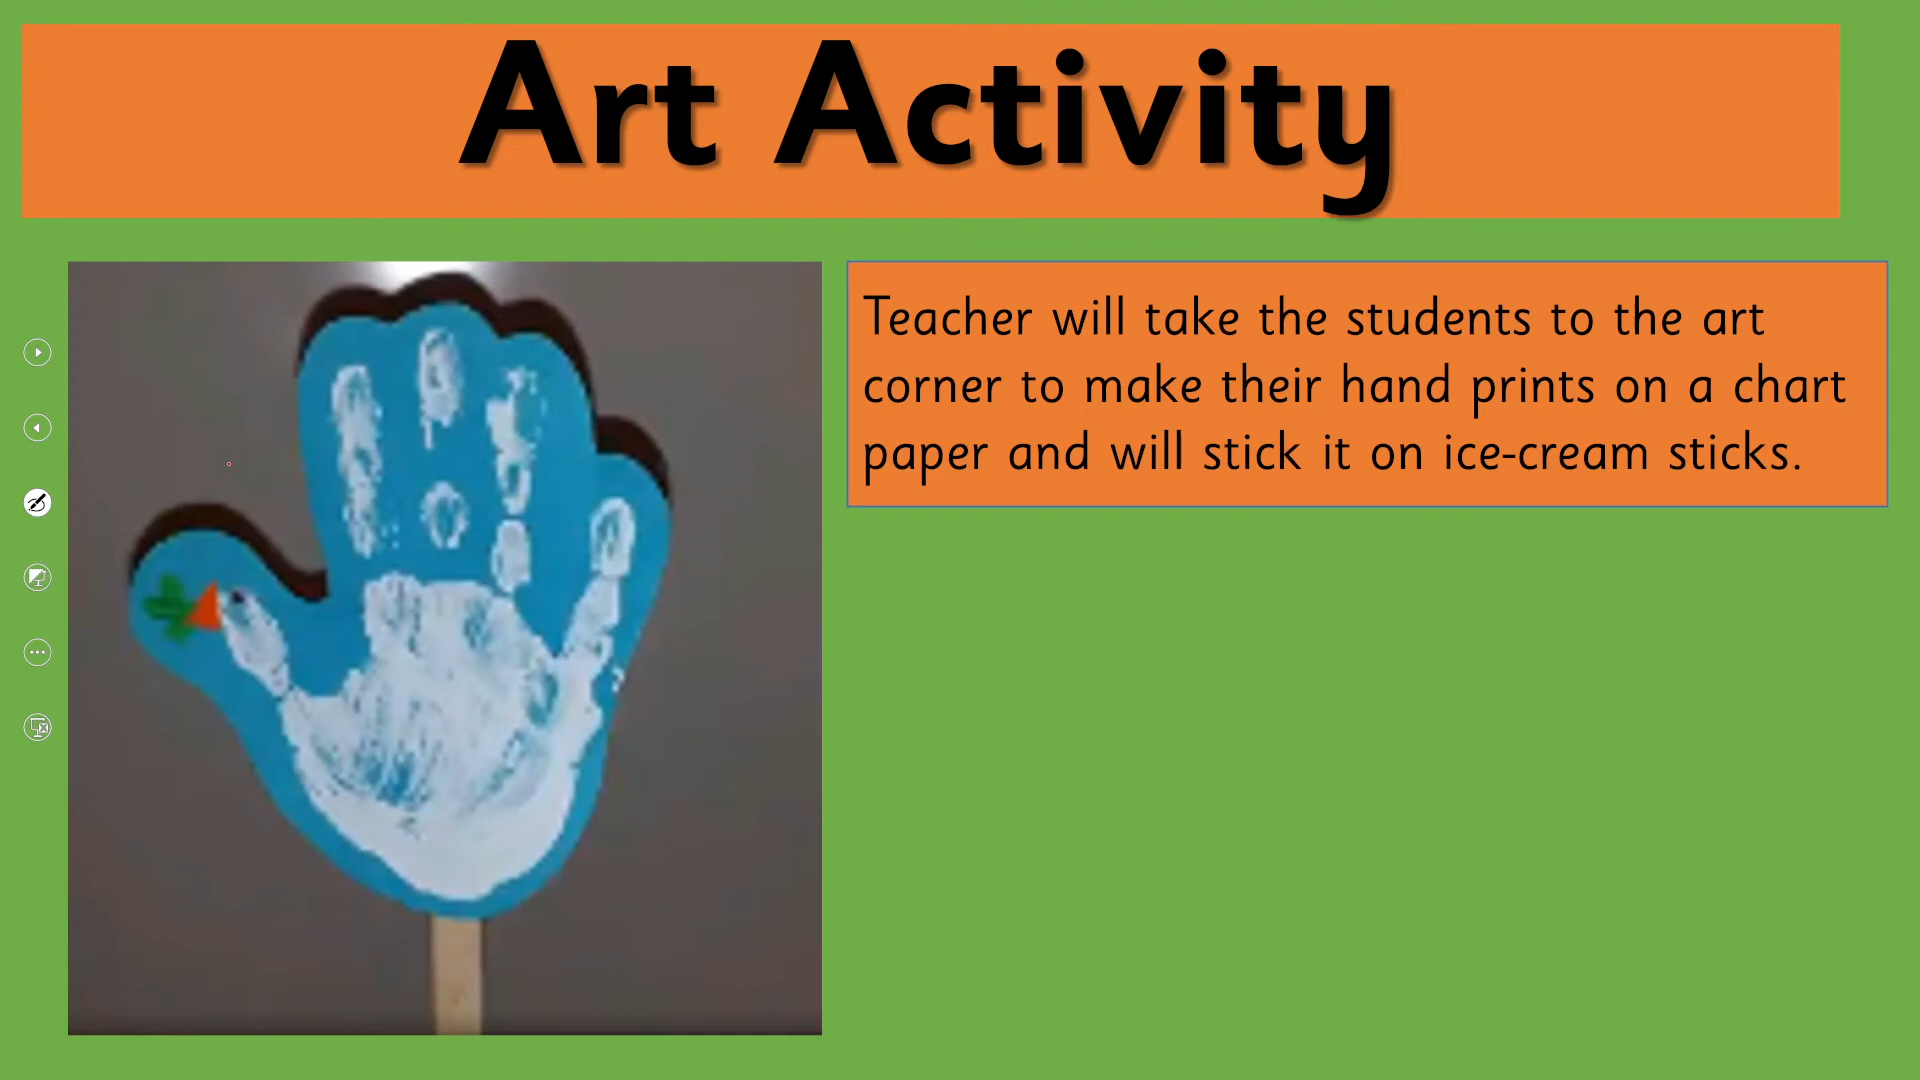 Art Activity
Teacher will take the students to the art
corner to make their hand prints on a chart
paper and will stick it on ice-cream sticks.